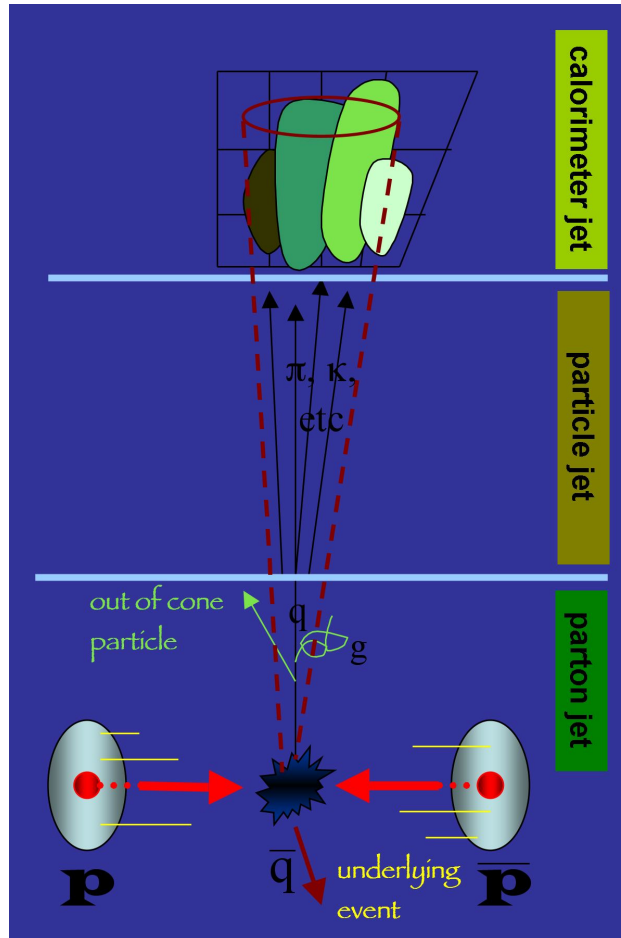 calorimeter jet
π, κ,
etc
particle jet
out of cone
particle
q
g
parton jet
p
q̅
underlying
event
p̅